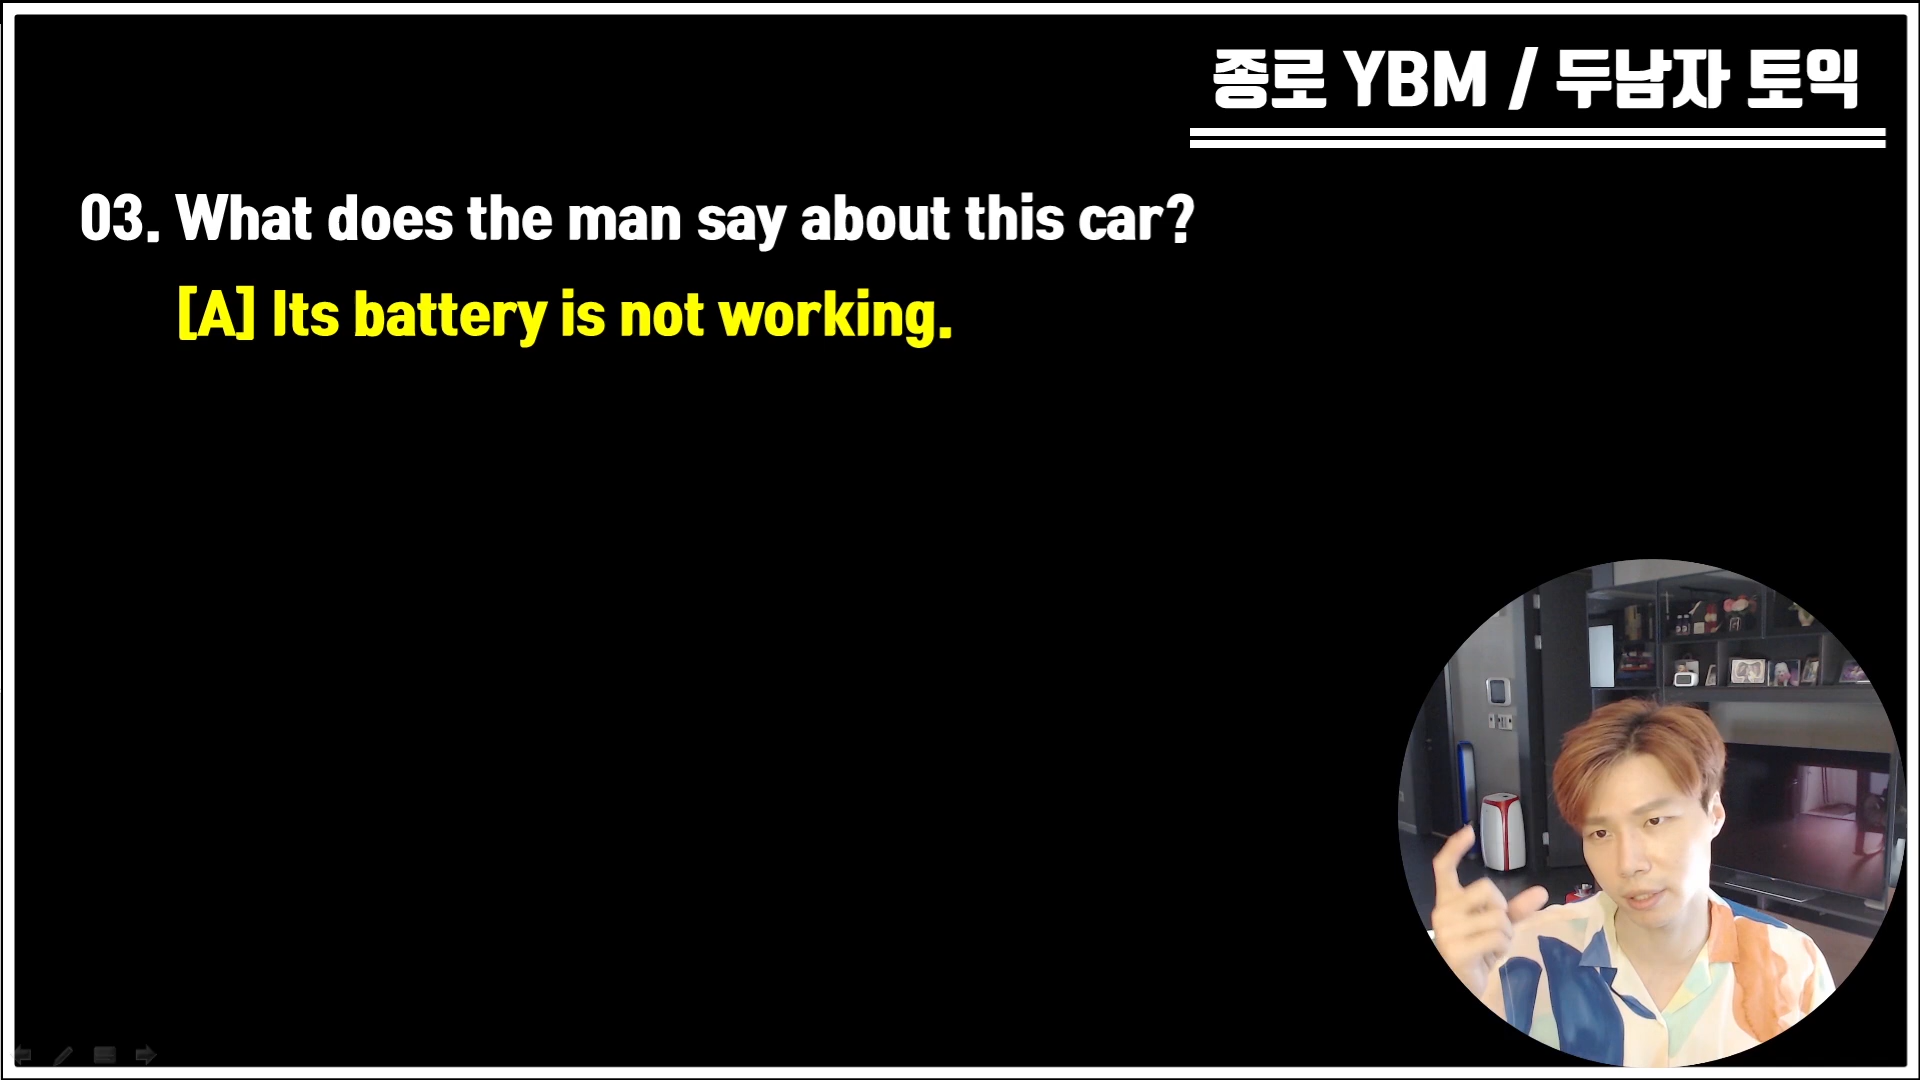 종로 YBM / 두남자 토익
03. What does the man say about this car?
[A] Its battery is not working.